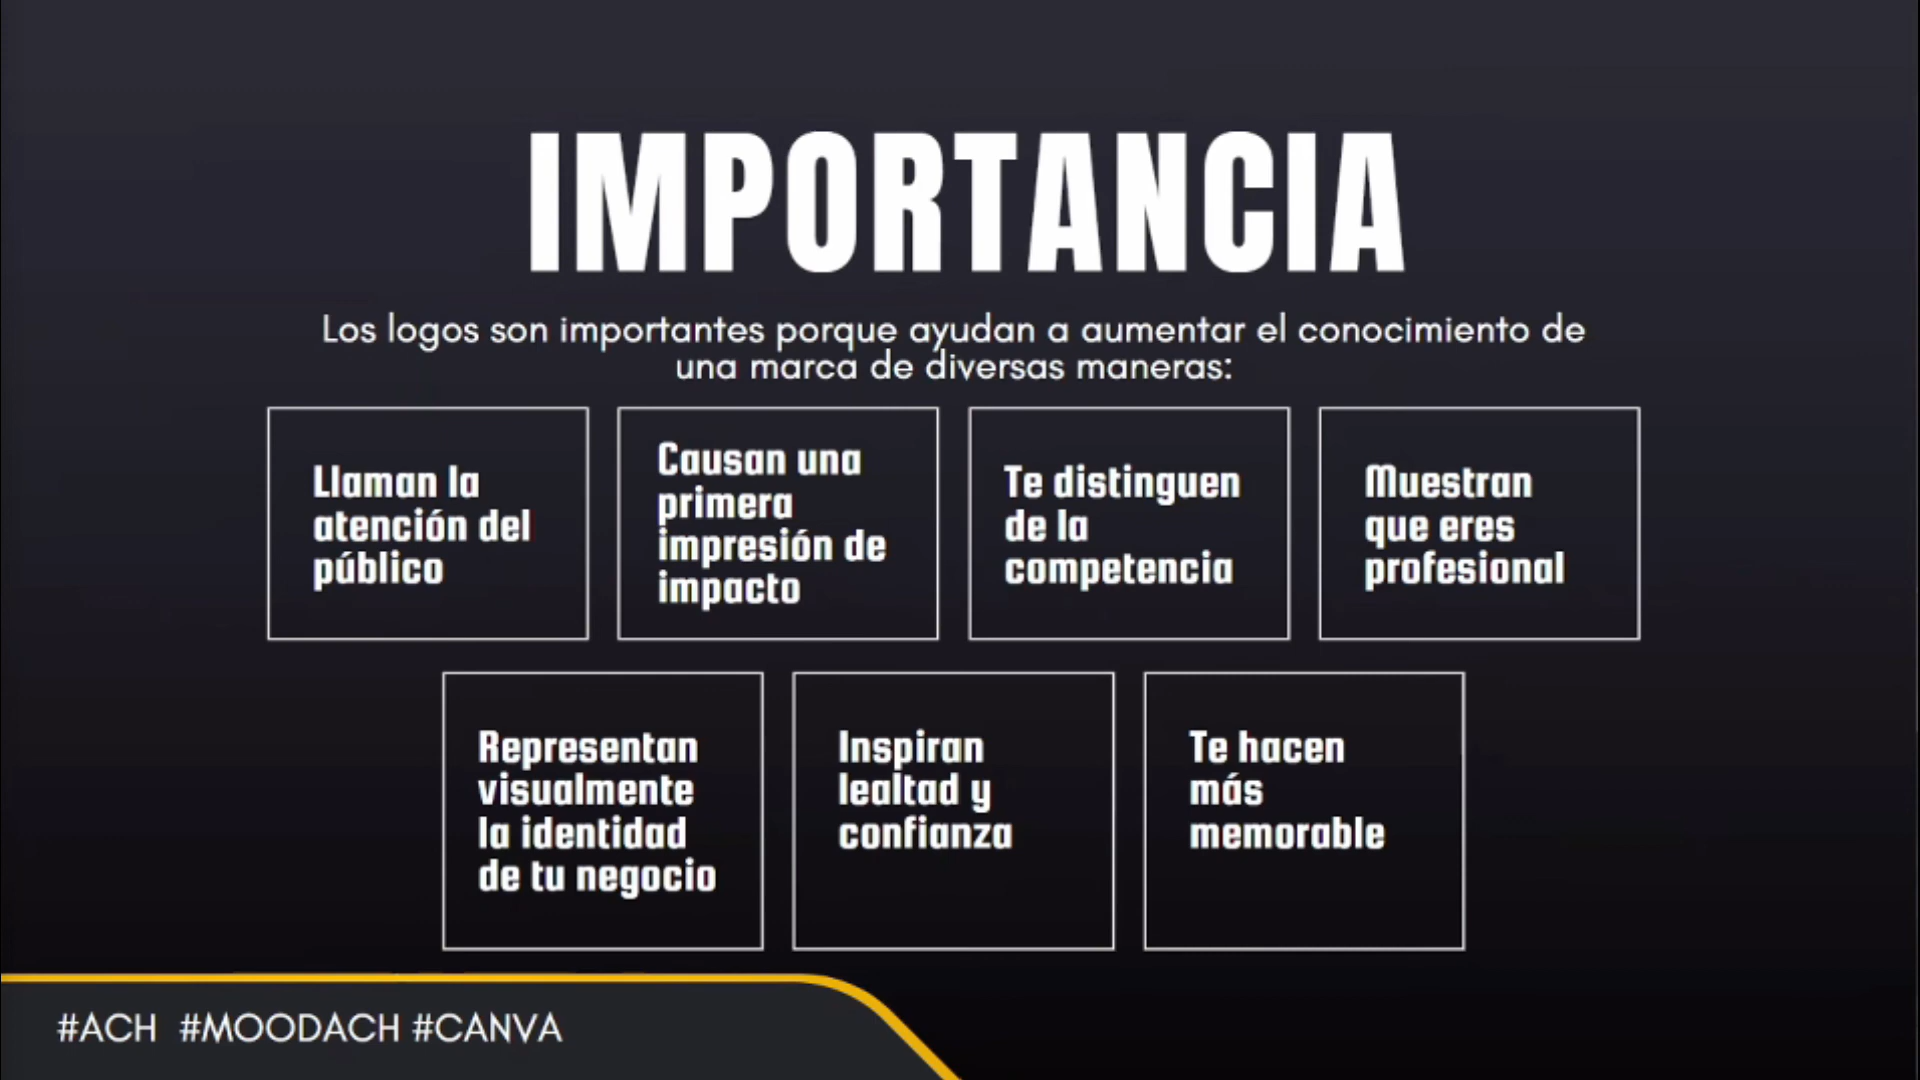 IMPORTANCIA
Los logos son importantes porque ayudan a aumentar el conocimiento de
una marca de diversas maneras:
Llaman la
atención del
público
Causan una
primera
impresión de
impacto
Te distinguen
de la
competencia
Muestran
que eres
profesional
Representan
visualmente
la identidad
de tu negocio
Inspiran
lealtad y
confianza
Te hacen
más
memorable
#ACH #MOODACH #CANVA